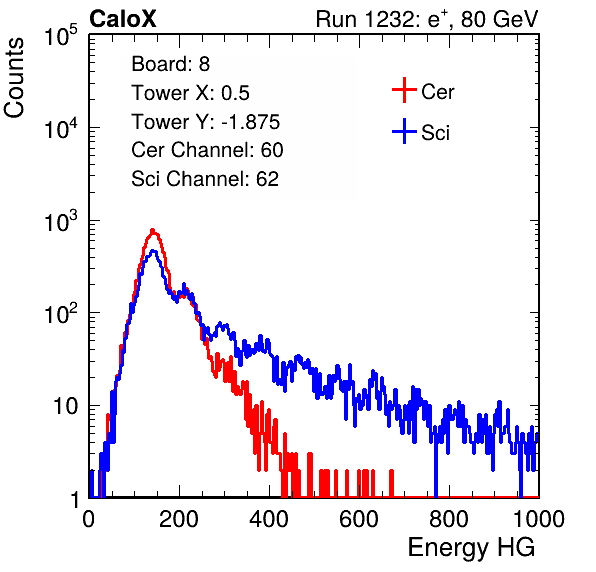 CaloX Run 1232: e⁺, 80 GeV
Counts
Board: 8
Tower X: 0.5
Tower Y: -1.875
Cer Channel: 60
Sci Channel: 62
Cer
Sci
10⁵
10⁴
10³
10²
10
1
0 200 400 600 800 1000
Energy HG